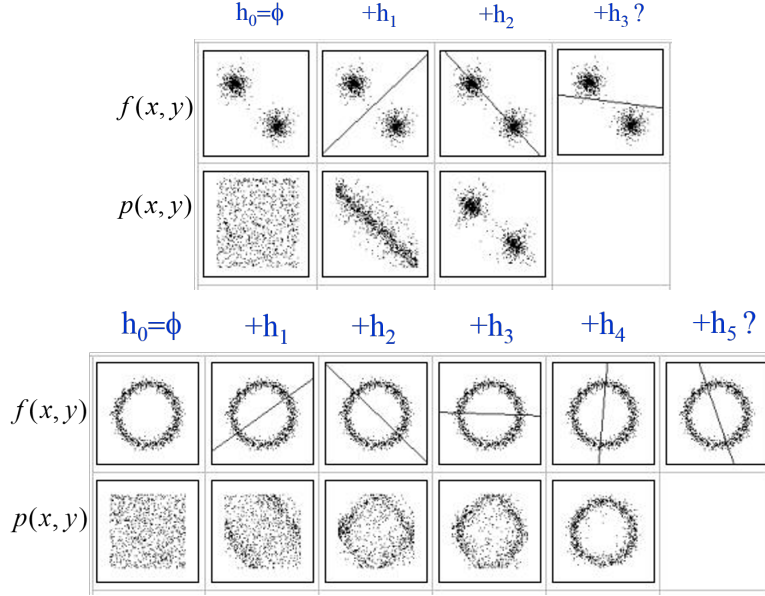 h₀=ϕ +h₁ +h₂ +h₃ ?
f(x, y)
p(x, y)
h₀=ϕ +h₁ +h₂ +h₃ +h₄ +h₅ ?
f(x, y)
p(x, y)